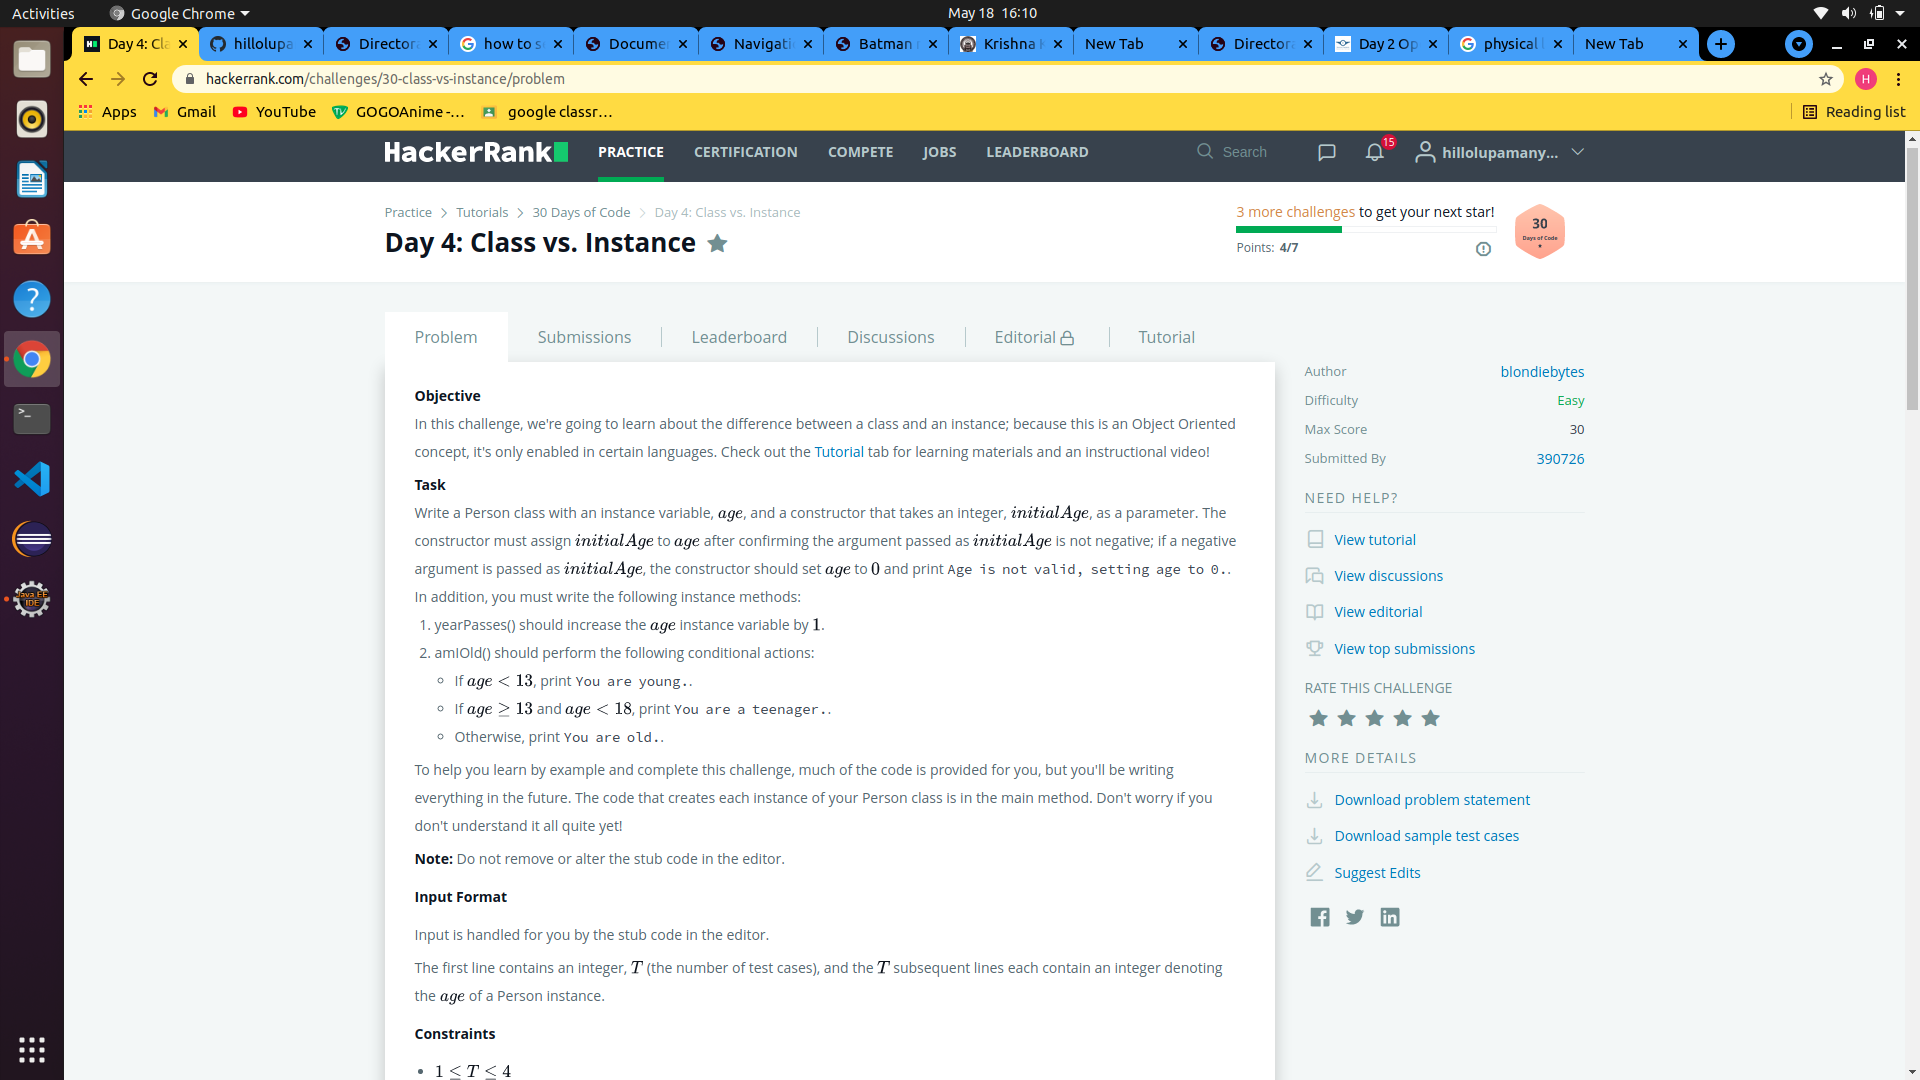 Activities
Google Chrome
May 18 16:10
Day 4: Cl
hillolupa
Director
how to s
Docume
Navigati
Batman
Krishna
New Tab
Director
Day 2 Op
physical
New Tab
hackerrank.com/challenges/30-class-vs-instance/problem
H
Apps
Gmail
YouTube
GOGOAnime -...
google classr...
Reading list
HackerRank
PRACTICE
CERTIFICATION
COMPETE
JOBS
LEADERBOARD
Search
15
hillolupamany...
Practice > Tutorials > 30 Days of Code > Day 4: Class vs. Instance
Day 4: Class vs. Instance
3 more challenges to get your next star!
Points: 4/7
30
Days of Code
Problem
Submissions
Leaderboard
Discussions
Editorial
Tutorial
Objective
In this challenge, we're going to learn about the difference between a class and an instance; because this is an Object Oriented
concept, it's only enabled in certain languages. Check out the Tutorial tab for learning materials and an instructional video!
Task
Write a Person class with an instance variable, age, and a constructor that takes an integer, initialAge, as a parameter. The
constructor must assign initialAge to age after confirming the argument passed as initialAge is not negative; if a negative
argument is passed as initialAge, the constructor should set age to 0 and print Age is not valid, setting age to 0..
In addition, you must write the following instance methods:
1. yearPasses() should increase the age instance variable by 1.
2. amIOld() should perform the following conditional actions:
If age < 13, print You are young..
If age ≥ 13 and age < 18, print You are a teenager..
Otherwise, print You are old..
To help you learn by example and complete this challenge, much of the code is provided for you, but you'll be writing
everything in the future. The code that creates each instance of your Person class is in the main method. Don't worry if you
don't understand it all quite yet!
Note: Do not remove or alter the stub code in the editor.
Input Format
Input is handled for you by the stub code in the editor.
The first line contains an integer, T (the number of test cases), and the T subsequent lines each contain an integer denoting
the age of a Person instance.
Constraints
• 1 ≤ T ≤ 4
Author blondiebytes
Difficulty Easy
Max Score 30
Submitted By 390726
NEED HELP?
View tutorial
View discussions
View editorial
View top submissions
RATE THIS CHALLENGE
MORE DETAILS
Download problem statement
Download sample test cases
Suggest Edits
Java EE
IDE